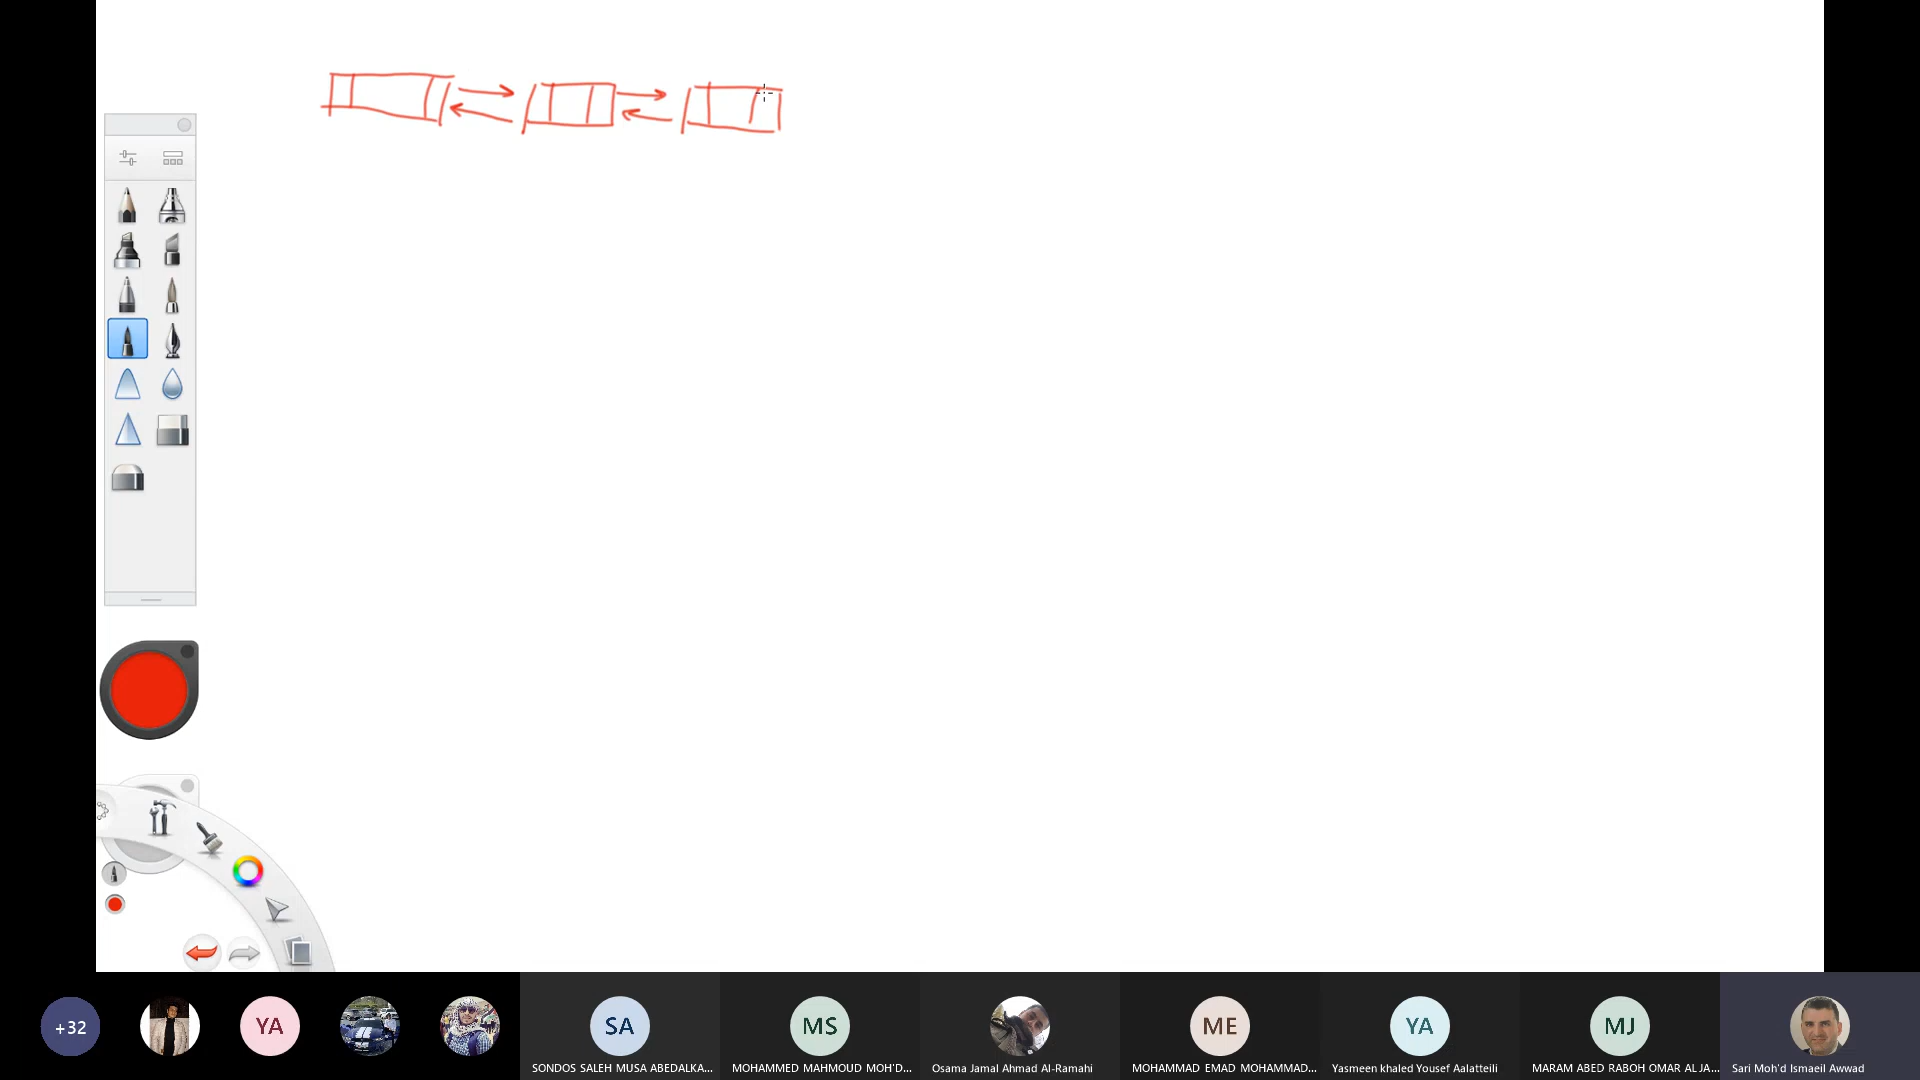 +32
YA
SA
MS
ME
YA
MJ
SONDOS SALEH MUSA ABEDALKA...
MOHAMMED MAHMOUD MOH'D...
Osama Jamal Ahmad Al-Ramahi
MOHAMMAD EMAD MOHAMMAD...
Yasmeen khaled Yousef Aalatteili
MARAM ABED RABOH OMAR AL JA...
Sari Moh'd Ismaeil Awwad